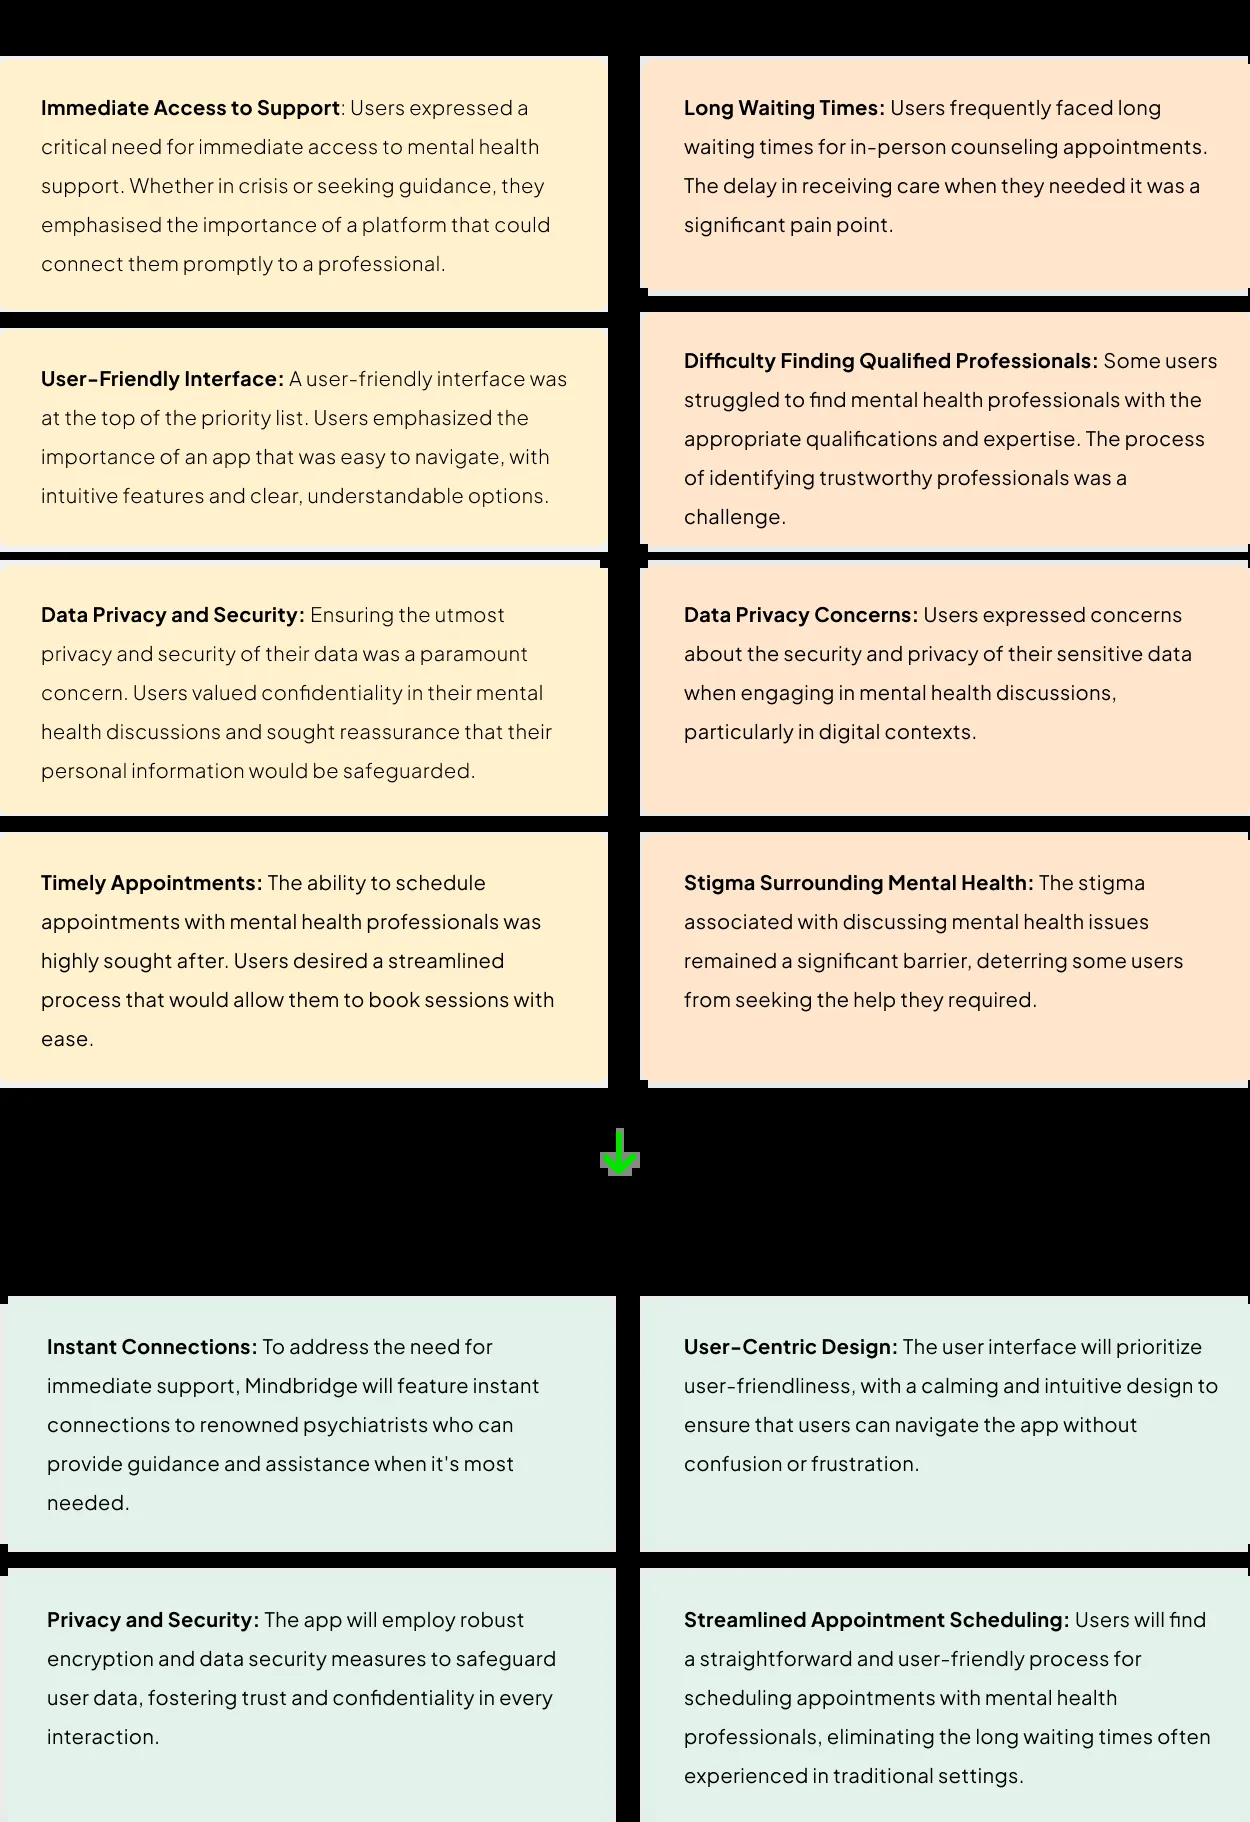 Immediate Access to Support: Users expressed a
critical need for immediate access to mental health
support. Whether in crisis or seeking guidance, they
emphasised the importance of a platform that could
connect them promptly to a professional.
Long Waiting Times: Users frequently faced long
waiting times for in-person counseling appointments.
The delay in receiving care when they needed it was a
significant pain point.
User-Friendly Interface: A user-friendly interface was
at the top of the priority list. Users emphasized the
importance of an app that was easy to navigate, with
intuitive features and clear, understandable options.
Difficulty Finding Qualified Professionals: Some users
struggled to find mental health professionals with the
appropriate qualifications and expertise. The process
of identifying trustworthy professionals was a
challenge.
Data Privacy and Security: Ensuring the utmost
privacy and security of their data was a paramount
concern. Users valued confidentiality in their mental
health discussions and sought reassurance that their
personal information would be safeguarded.
Data Privacy Concerns: Users expressed concerns
about the security and privacy of their sensitive data
when engaging in mental health discussions,
particularly in digital contexts.
Timely Appointments: The ability to schedule
appointments with mental health professionals was
highly sought after. Users desired a streamlined
process that would allow them to book sessions with
ease.
Stigma Surrounding Mental Health: The stigma
associated with discussing mental health issues
remained a significant barrier, deterring some users
from seeking the help they required.
Instant Connections: To address the need for
immediate support, Mindbridge will feature instant
connections to renowned psychiatrists who can
provide guidance and assistance when it's most
needed.
User-Centric Design: The user interface will prioritize
user-friendliness, with a calming and intuitive design to
ensure that users can navigate the app without
confusion or frustration.
Privacy and Security: The app will employ robust
encryption and data security measures to safeguard
user data, fostering trust and confidentiality in every
interaction.
Streamlined Appointment Scheduling: Users will find
a straightforward and user-friendly process for
scheduling appointments with mental health
professionals, eliminating the long waiting times often
experienced in traditional settings.